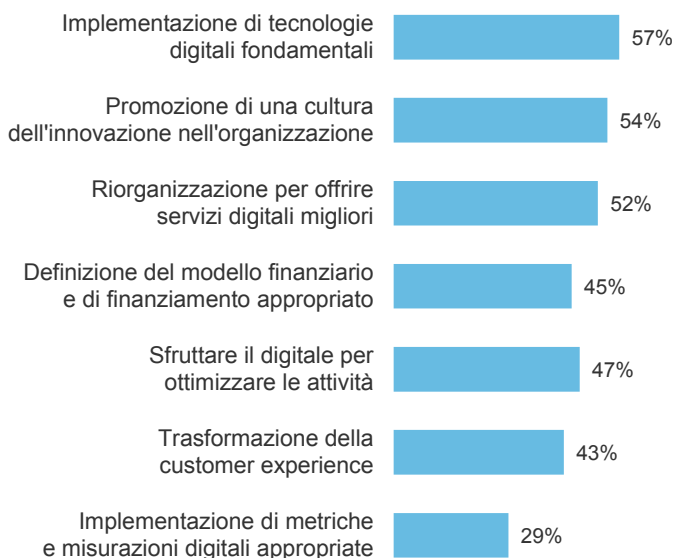 Implementazione di tecnologie
digitali fondamentali
57%
Promozione di una cultura
dell'innovazione nell'organizzazione
54%
Riorganizzazione per offrire
servizi digitali migliori
52%
Definizione del modello finanziario
e di finanziamento appropriato
45%
Sfruttare il digitale per
ottimizzare le attività
47%
Trasformazione della
customer experience
43%
Implementazione di metriche
e misurazioni digitali appropriate
29%